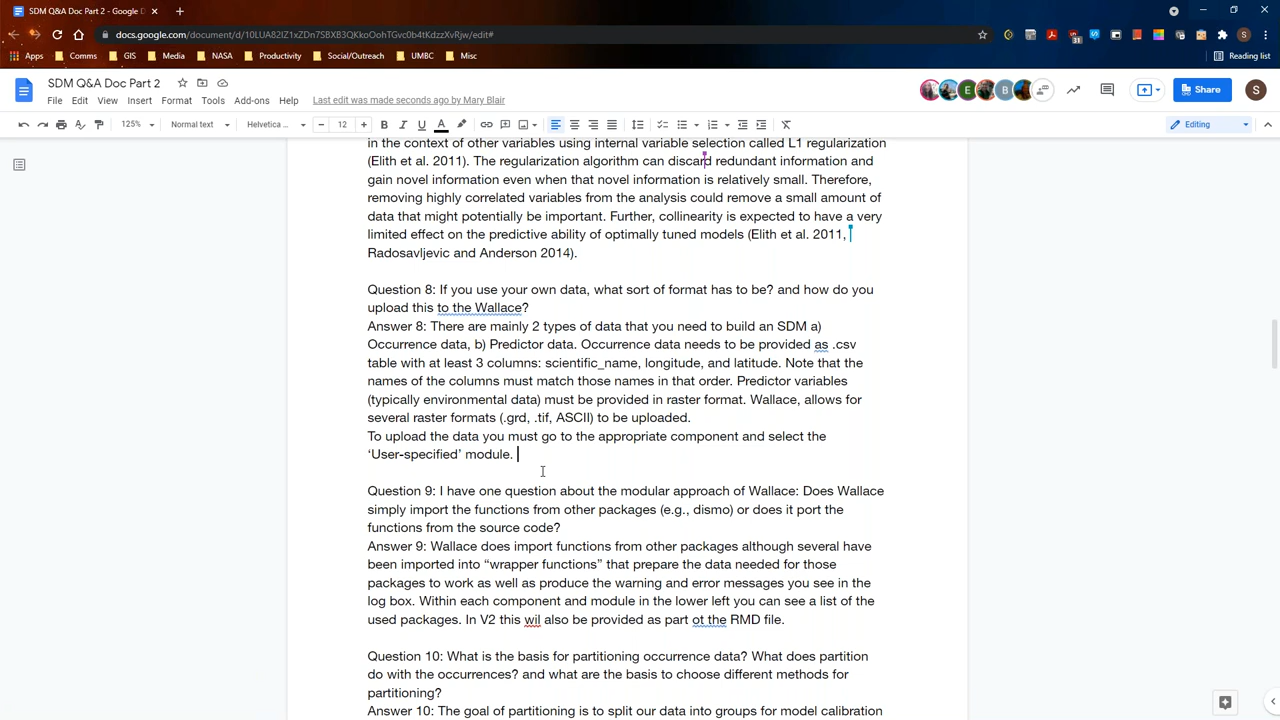 SDM Q&A Doc Part 2 - Google D
docs.google.com/document/d/10LUA82IZ1xZDn7SBXB3QKkoOohTGvc0b4tKdzzXvRjw/edit#
Apps Comms GIS Media NASA Productivity Social/Outreach UMBC Misc Reading list
SDM Q&A Doc Part 2
File Edit View Insert Format Tools Add-ons Help Last edit was made seconds ago by Mary Blair
E B Share S
125% Normal text Helvetica ... 12 Editing
in the context of other variables using internal variable selection called L1 regularization
(Elith et al. 2011). The regularization algorithm can discard redundant information and
gain novel information even when that novel information is relatively small. Therefore,
removing highly correlated variables from the analysis could remove a small amount of
data that might potentially be important. Further, collinearity is expected to have a very
limited effect on the predictive ability of optimally tuned models (Elith et al. 2011,
Radosavljevic and Anderson 2014).
Question 8: If you use your own data, what sort of format has to be? and how do you
upload this to the Wallace?
Answer 8: There are mainly 2 types of data that you need to build an SDM a)
Occurrence data, b) Predictor data. Occurrence data needs to be provided as .csv
table with at least 3 columns: scientific_name, longitude, and latitude. Note that the
names of the columns must match those names in that order. Predictor variables
(typically environmental data) must be provided in raster format. Wallace, allows for
several raster formats (.grd, .tif, ASCII) to be uploaded.
To upload the data you must go to the appropriate component and select the
‘User-specified’ module.
Question 9: I have one question about the modular approach of Wallace: Does Wallace
simply import the functions from other packages (e.g., dismo) or does it port the
functions from the source code?
Answer 9: Wallace does import functions from other packages although several have
been imported into “wrapper functions” that prepare the data needed for those
packages to work as well as produce the warning and error messages you see in the
log box. Within each component and module in the lower left you can see a list of the
used packages. In V2 this wil also be provided as part ot the RMD file.
Question 10: What is the basis for partitioning occurrence data? What does partition
do with the occurrences? and what are the basis to choose different methods for
partitioning?
Answer 10: The goal of partitioning is to split our data into groups for model calibration